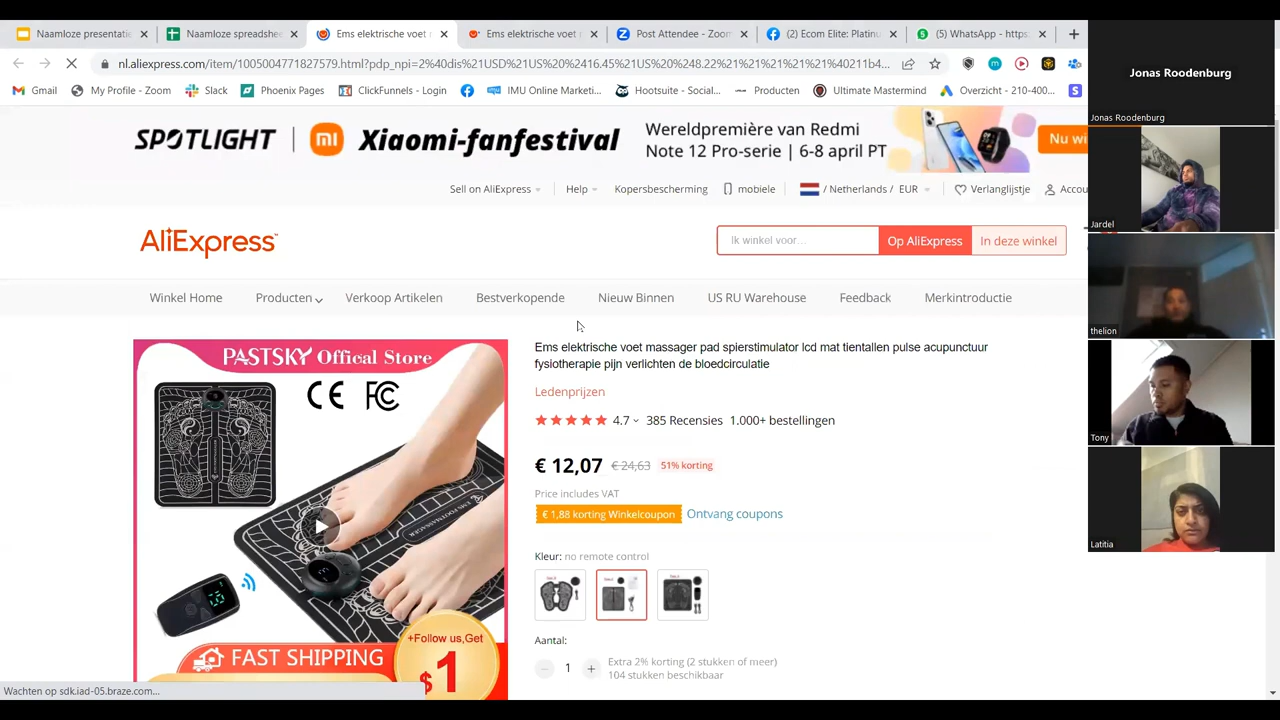 Naamloze presentatie
Naamloze spreadshee
Ems elektrische voet m
Ems elektrische voet m
Post Attendee - Zoom
(2) Ecom Elite: Platinu
(5) WhatsApp - https:
nl.aliexpress.com/item/1005004771827579.html?pdp_npi=2%40dis%21USD%21US%20%2416.45%21US%20%248.22%21%21%21%21%21%40211b4...
Gmail
My Profile - Zoom
Slack
Phoenix Pages
ClickFunnels - Login
IMU Online Marketi...
Hootsuite - Social...
Producten
Ultimate Mastermind
Overzicht - 210-400...
SPOTLIGHT
Xiaomi-fanfestival
Wereldpremière van Redmi
Note 12 Pro-serie | 6-8 april PT
Nu wi
Sell on AliExpress
Help
Kopersbescherming
mobiele
/ Netherlands / EUR
Verlanglijstje
Accou
AliExpress
Ik winkel voor...
Op AliExpress
In deze winkel
Winkel Home
Producten
Verkoop Artikelen
Bestverkopende
Nieuw Binnen
US RU Warehouse
Feedback
Merkintroductie
PASTSKY Offical Store
CE FC
FAST SHIPPING
+Follow us,Get
$1
Ems elektrische voet massager pad spierstimulator lcd mat tientallen pulse acupunctuur
fysiotherapie pijn verlichten de bloedcirculatie
Ledenprijzen
4.7 385 Recensies 1.000+ bestellingen
€ 12,07 € 24,63 51% korting
Price includes VAT
€ 1,88 korting Winkelcoupon Ontvang coupons
Kleur: no remote control
Aantal:
1
Extra 2% korting (2 stukken of meer)
104 stukken beschikbaar
Wachten op sdk.iad-05.braze.com...
Jonas Roodenburg
Jonas Roodenburg
Jardel
thelion
Tony
Latitia